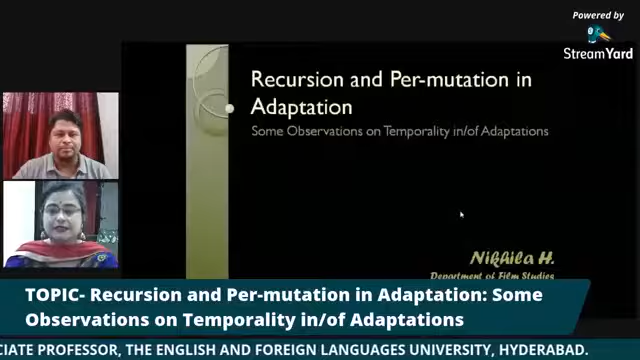 Powered by
StreamYard
Recursion and Per-mutation in
Adaptation
Some Observations on Temporality in/of Adaptations
Nikhila H.
Department of Film Studies
TOPIC- Recursion and Per-mutation in Adaptation: Some
Observations on Temporality in/of Adaptations
CIATE PROFESSOR, THE ENGLISH AND FOREIGN LANGUAGES UNIVERSITY, HYDERABAD.